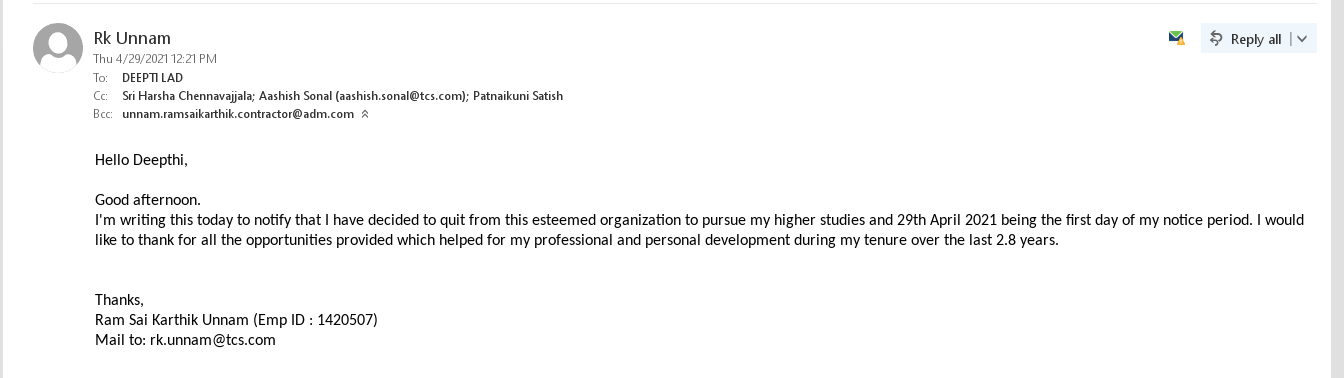 Rk Unnam
Thu 4/29/2021 12:21 PM
Reply all
To: DEEPTI LAD
Cc: Sri Harsha Chennavajjala; Aashish Sonal (aashish.sonal@tcs.com); Patnaikuni Satish
Bcc: unnam.ramsaikarthik.contractor@adm.com
Hello Deepthi,
Good afternoon.
I'm writing this today to notify that I have decided to quit from this esteemed organization to pursue my higher studies and 29th April 2021 being the first day of my notice period. I would
like to thank for all the opportunities provided which helped for my professional and personal development during my tenure over the last 2.8 years.
Thanks,
Ram Sai Karthik Unnam (Emp ID : 1420507)
Mail to: rk.unnam@tcs.com